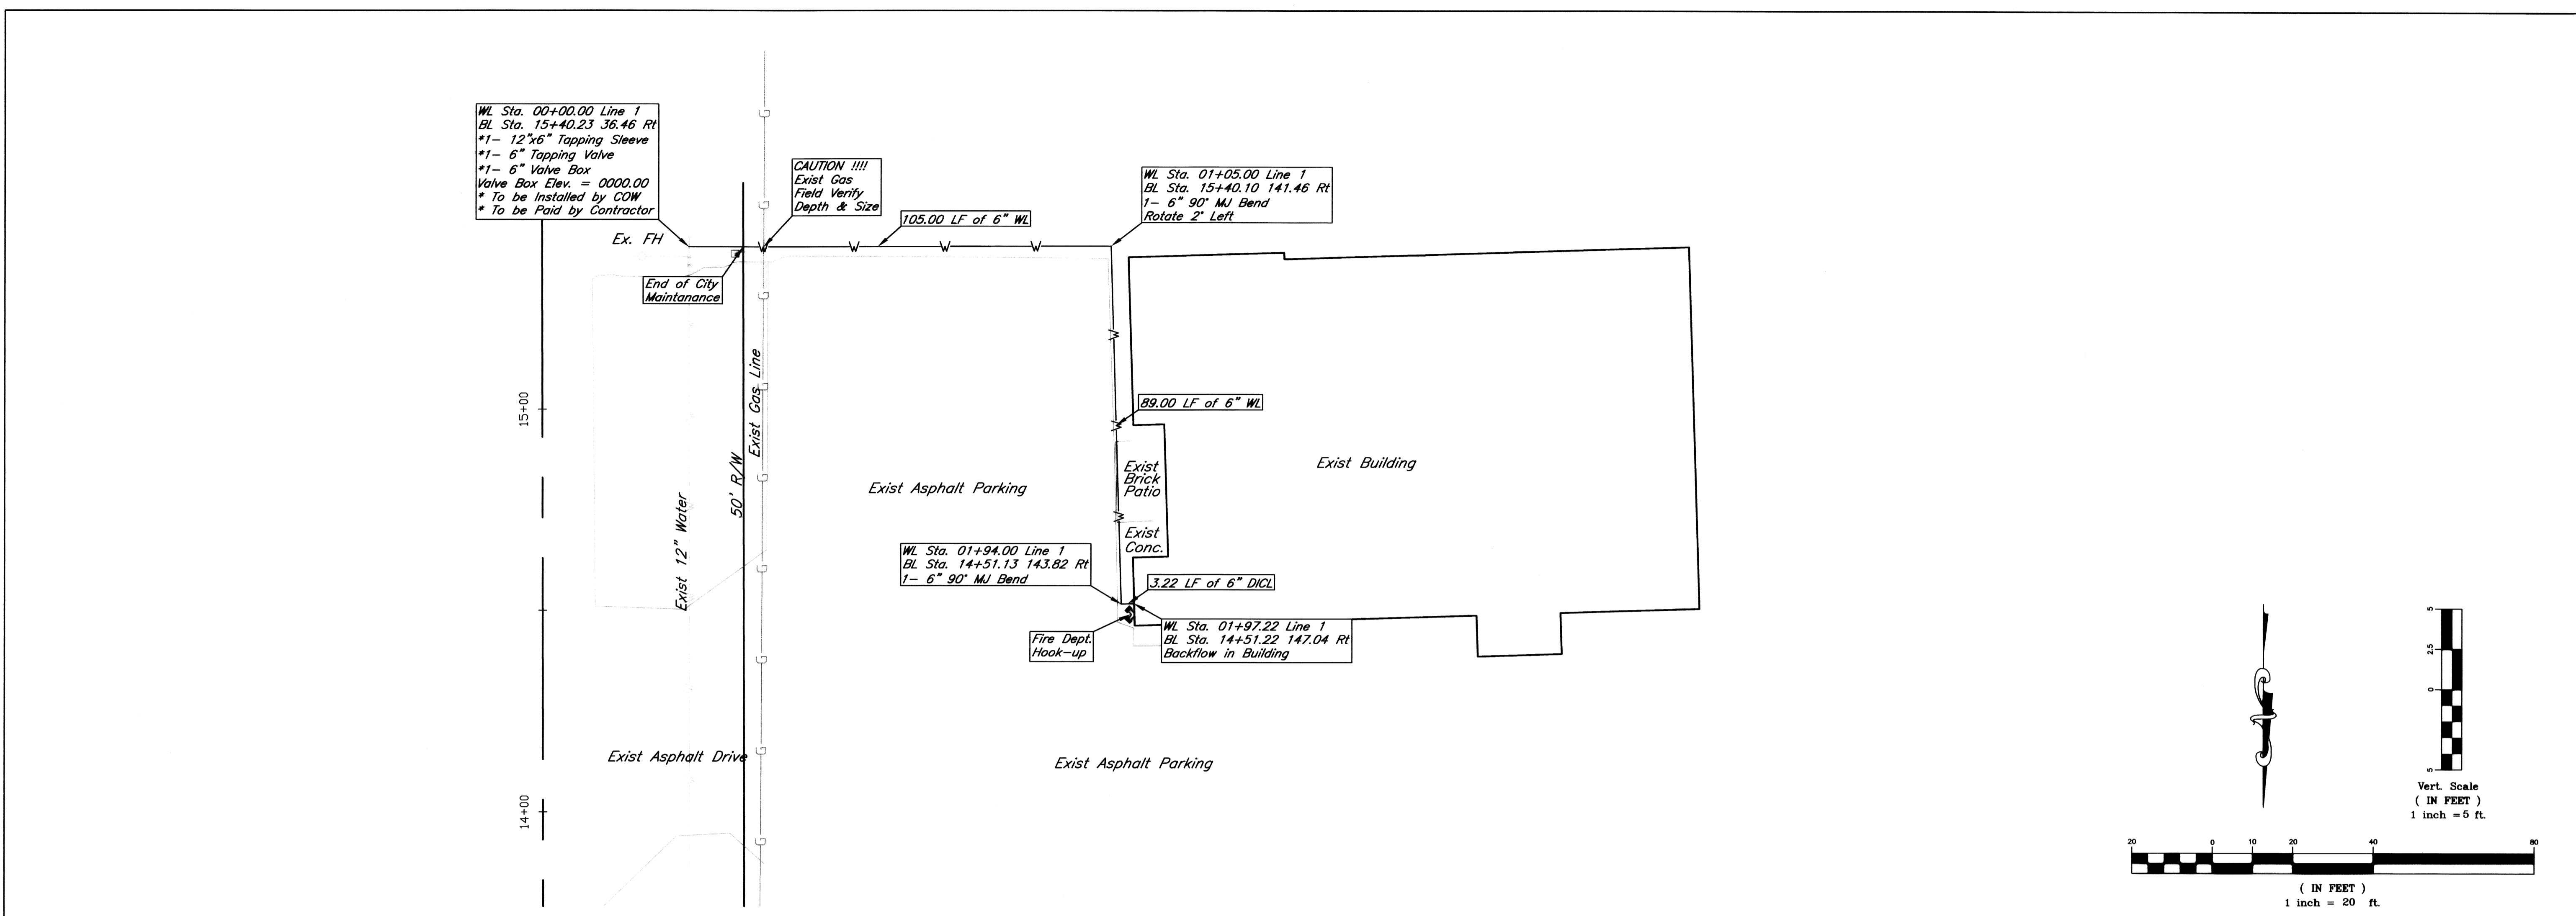 WL Sta. 00+00.00 Line 1
BL Sta. 15+40.23 36.46 Rt
*1- 12"x6" Tapping Sleeve
*1- 6" Tapping Valve
*1- 6" Valve Box
Valve Box Elev. = 0000.00
* To be Installed by COW
* To be Paid by Contractor
CAUTION !!!!
Exist Gas
Field Verify
Depth & Size
105.00 LF of 6" WL
WL Sta. 01+05.00 Line 1
BL Sta. 15+40.10 141.46 Rt
1- 6" 90° MJ Bend
Rotate 2° Left
Ex. FH
W
W
W
W
End of City
Maintanance
G
G
G
G
G
G
G
G
G
W
W
W
15+00
Exist Gas Line
50' R/W
Exist 12" Water
89.00 LF of 6" WL
Exist Asphalt Parking
Exist
Brick
Patio
Exist Building
Exist
Conc.
WL Sta. 01+94.00 Line 1
BL Sta. 14+51.13 143.82 Rt
1- 6" 90° MJ Bend
3.22 LF of 6" DICL
Fire Dept.
Hook-up
WL Sta. 01+97.22 Line 1
BL Sta. 14+51.22 147.04 Rt
Backflow in Building
Exist Asphalt Drive
Exist Asphalt Parking
14+00
5
2.5
0
5
Vert. Scale
( IN FEET )
1 inch = 5 ft.
20 0 10 20 40 80
( IN FEET )
1 inch = 20 ft.